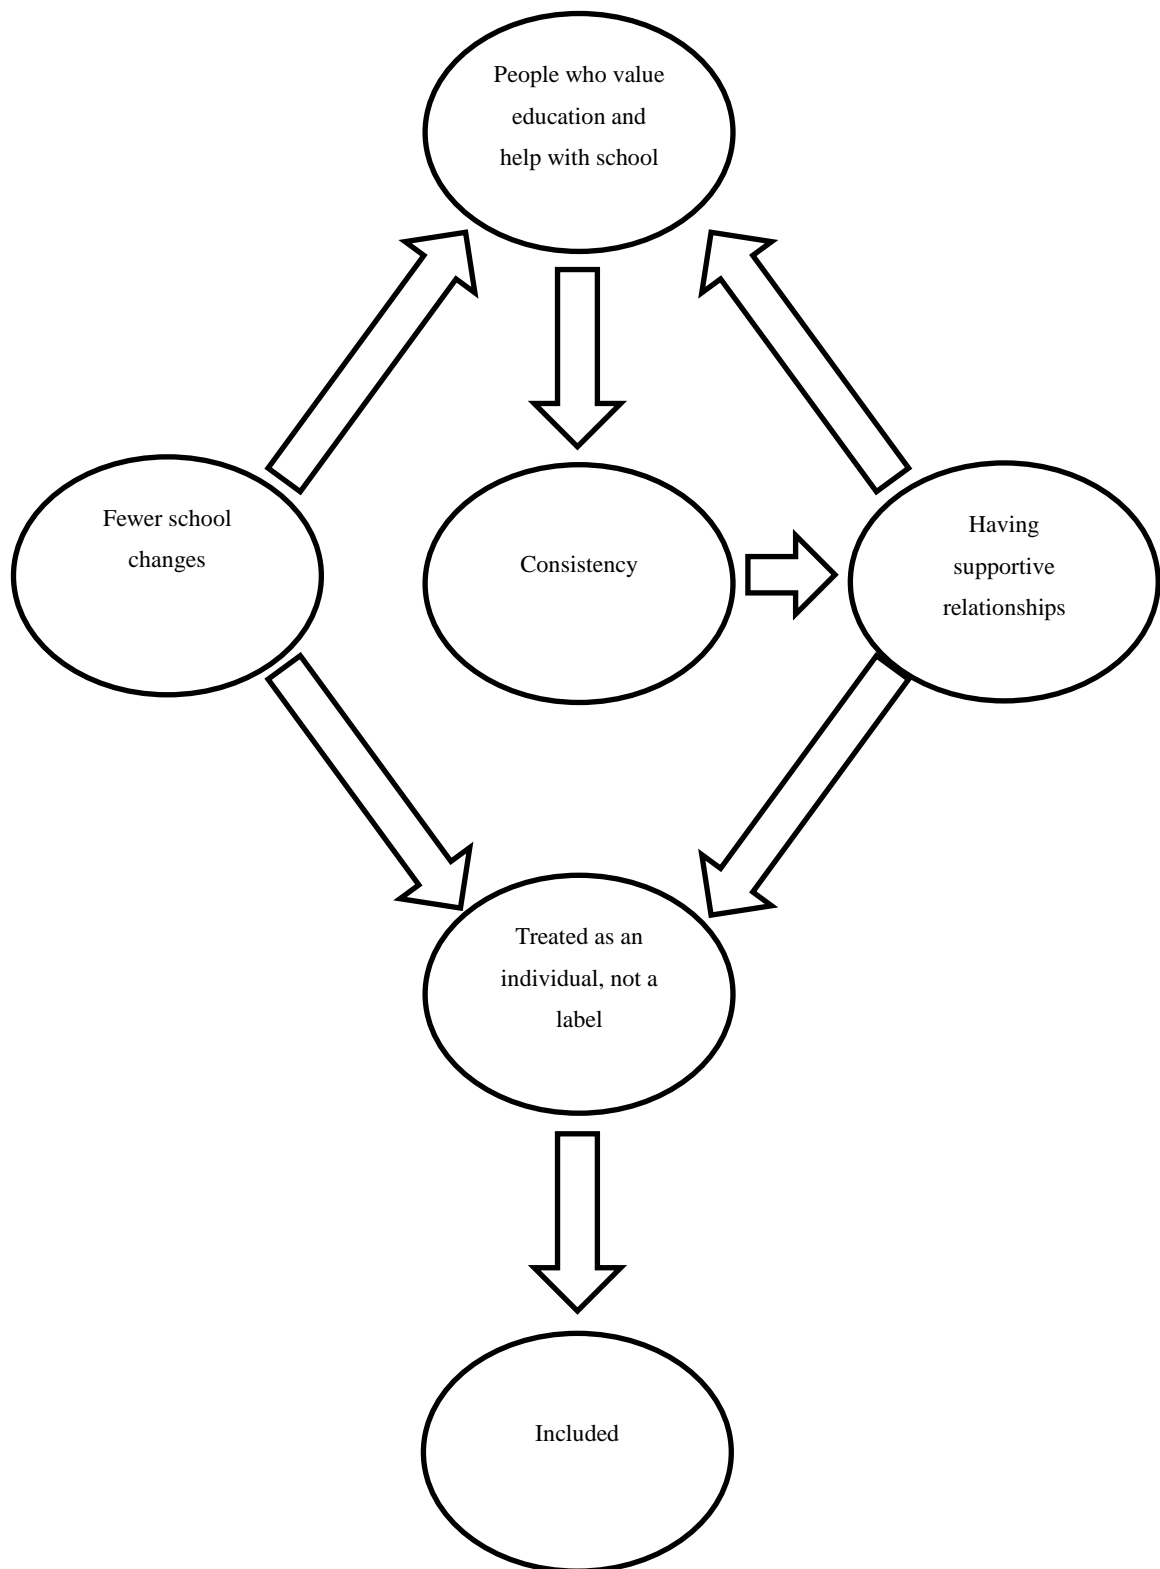 People who value
education and
help with school
Fewer school
changes
Consistency
Having
supportive
relationships
Treated as an
individual, not a
label
Included